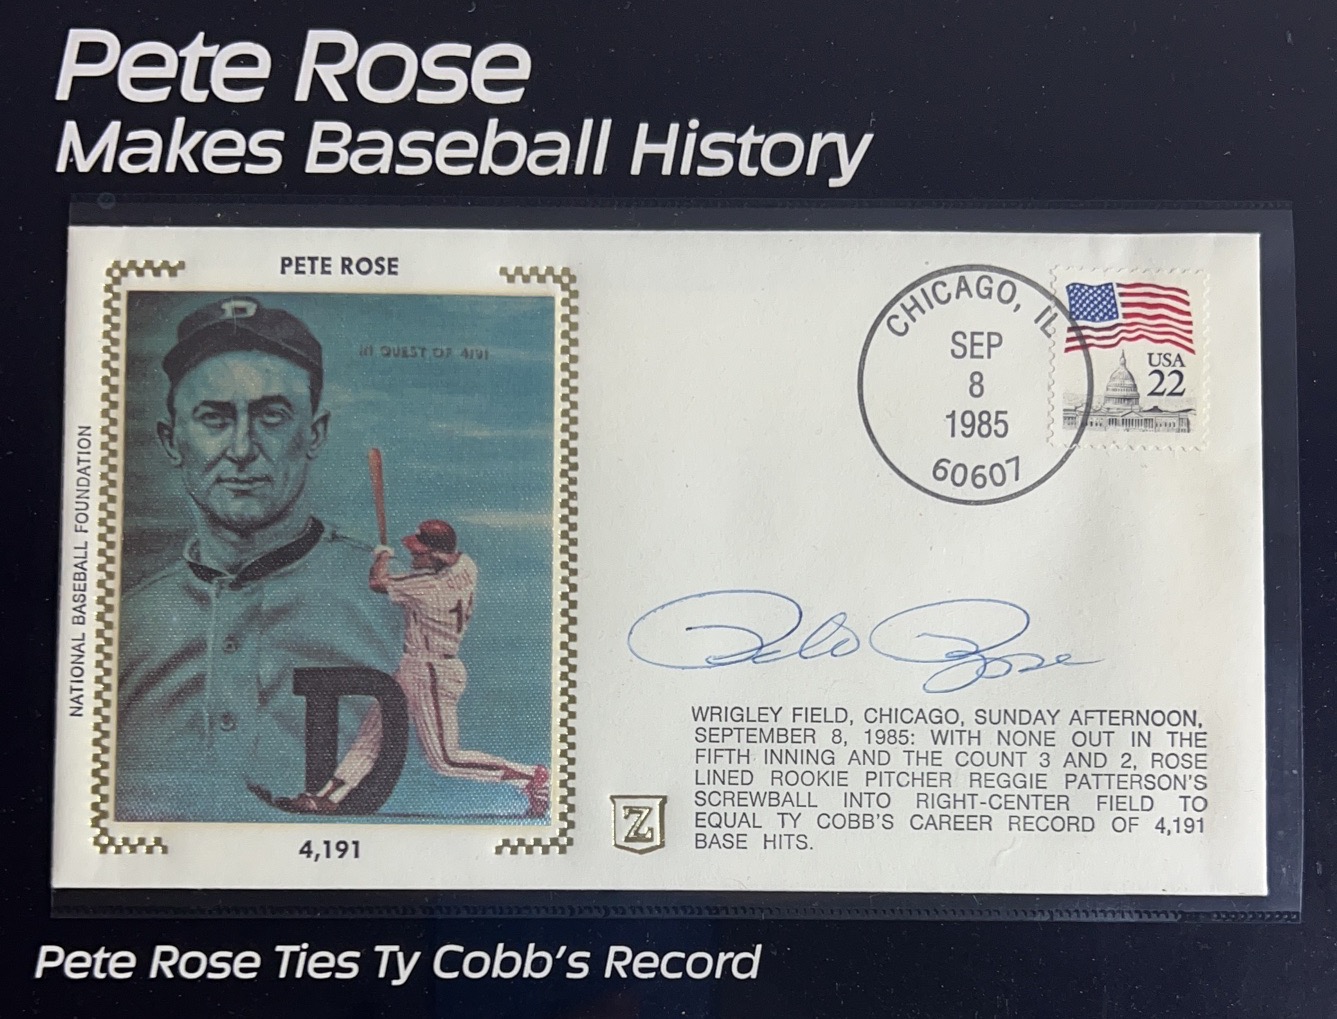 Pete Rose
Makes Baseball History
PETE ROSE
D
IN QUEST OF 4191
NATIONAL BASEBALL FOUNDATION
ROSE
14
D
4,191
CHICAGO, IL
SEP
8
1985
60607
USA
22
Pete Rose
WRIGLEY FIELD, CHICAGO, SUNDAY AFTERNOON,
SEPTEMBER 8, 1985: WITH NONE OUT IN THE
FIFTH INNING AND THE COUNT 3 AND 2, ROSE
LINED ROOKIE PITCHER REGGIE PATTERSON'S
SCREWBALL INTO RIGHT-CENTER FIELD TO
EQUAL TY COBB'S CAREER RECORD OF 4,191
BASE HITS.
Z
Pete Rose Ties Ty Cobb's Record